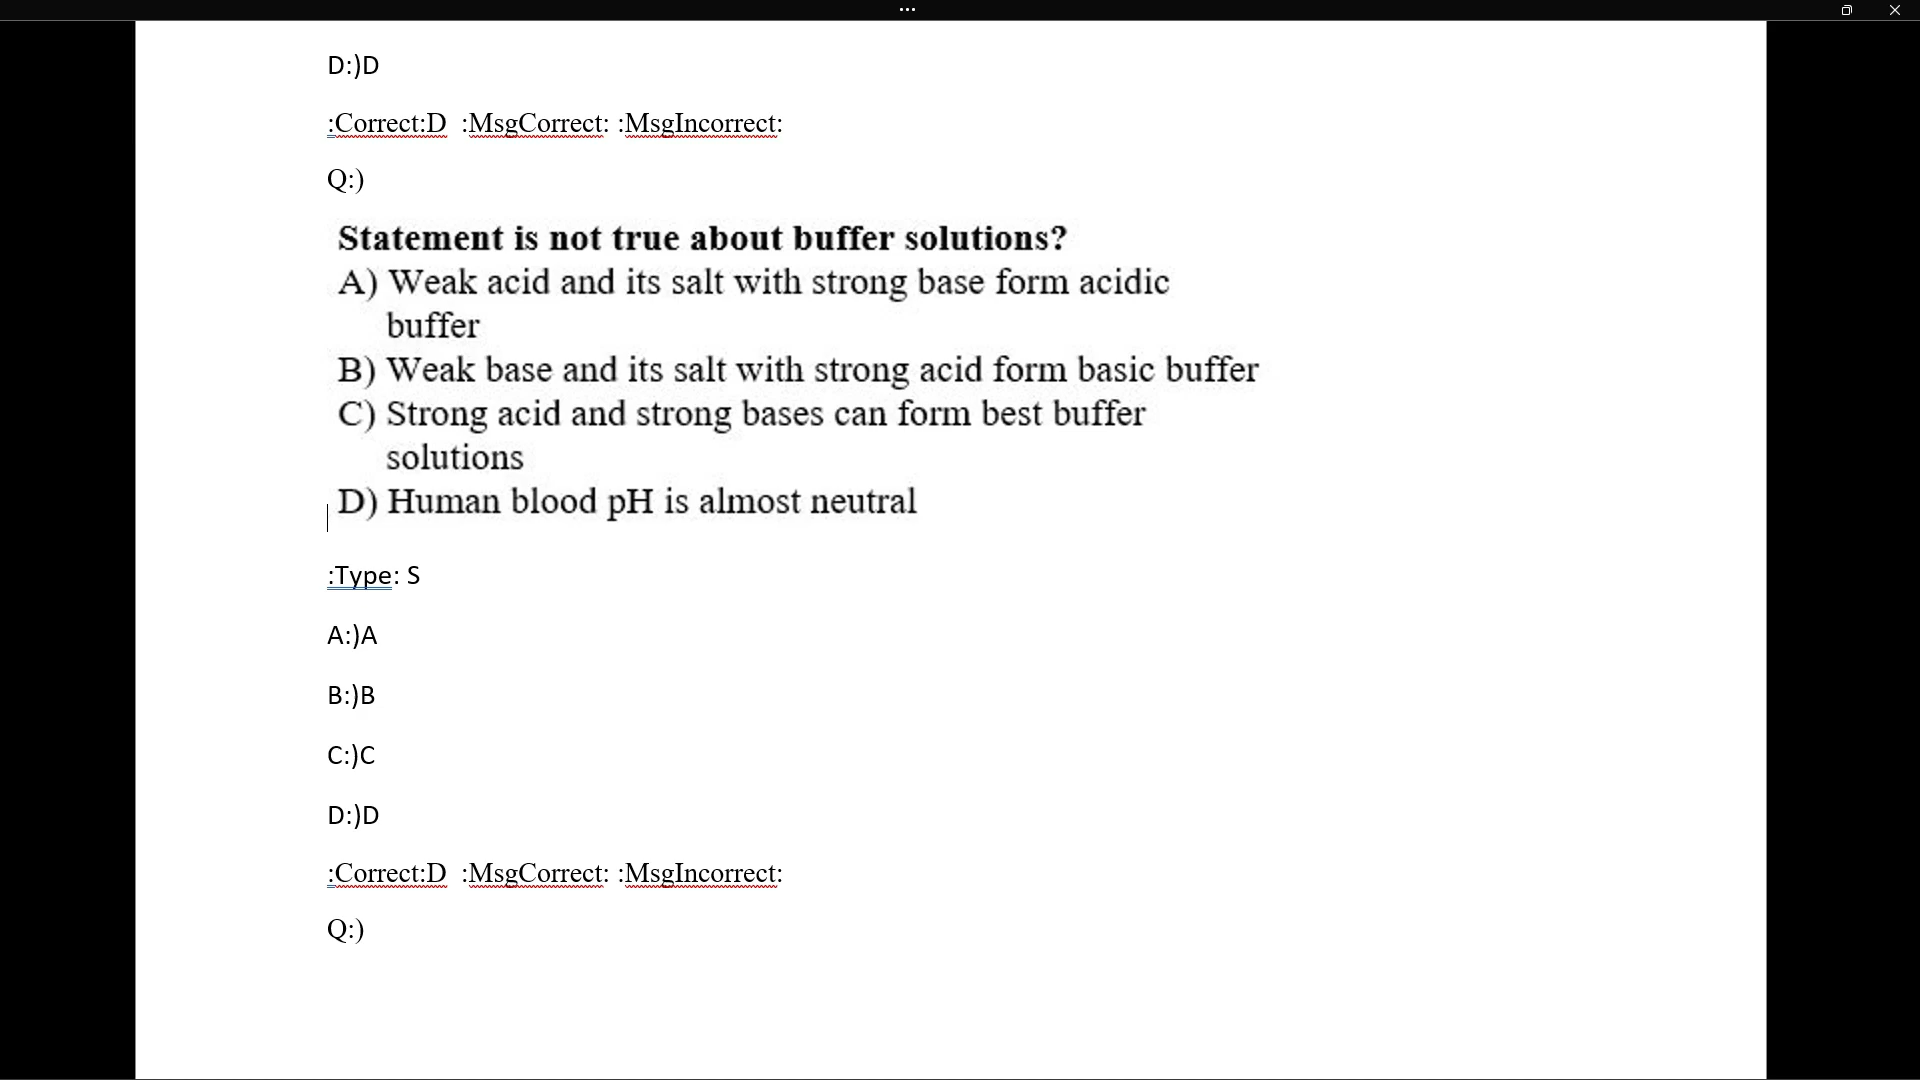 D:)D
:Correct:D  :MsgCorrect: :MsgIncorrect:
Q:)
Statement is not true about buffer solutions?
A) Weak acid and its salt with strong base form acidic
buffer
B) Weak base and its salt with strong acid form basic buffer
C) Strong acid and strong bases can form best buffer
solutions
D) Human blood pH is almost neutral
:Type: S
A:)A
B:)B
C:)C
D:)D
:Correct:D  :MsgCorrect: :MsgIncorrect:
Q:)